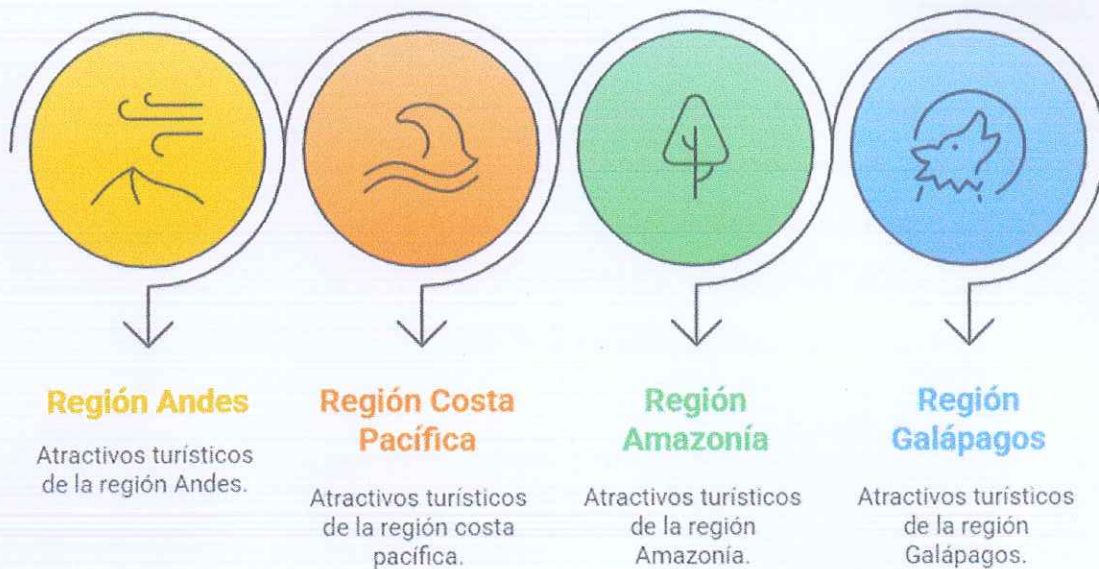 Región Andes
Atractivos turísticos
de la región Andes.
Región Costa
Pacífica
Atractivos turísticos
de la región costa
pacífica.
Región
Amazonía
Atractivos turísticos
de la región
Amazonía.
Región
Galápagos
Atractivos turísticos
de la región
Galápagos.